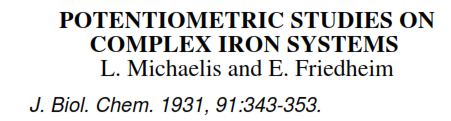 POTENTIOMETRIC STUDIES ON
COMPLEX IRON SYSTEMS
L. Michaelis and E. Friedheim
J. Biol. Chem. 1931, 91:343-353.